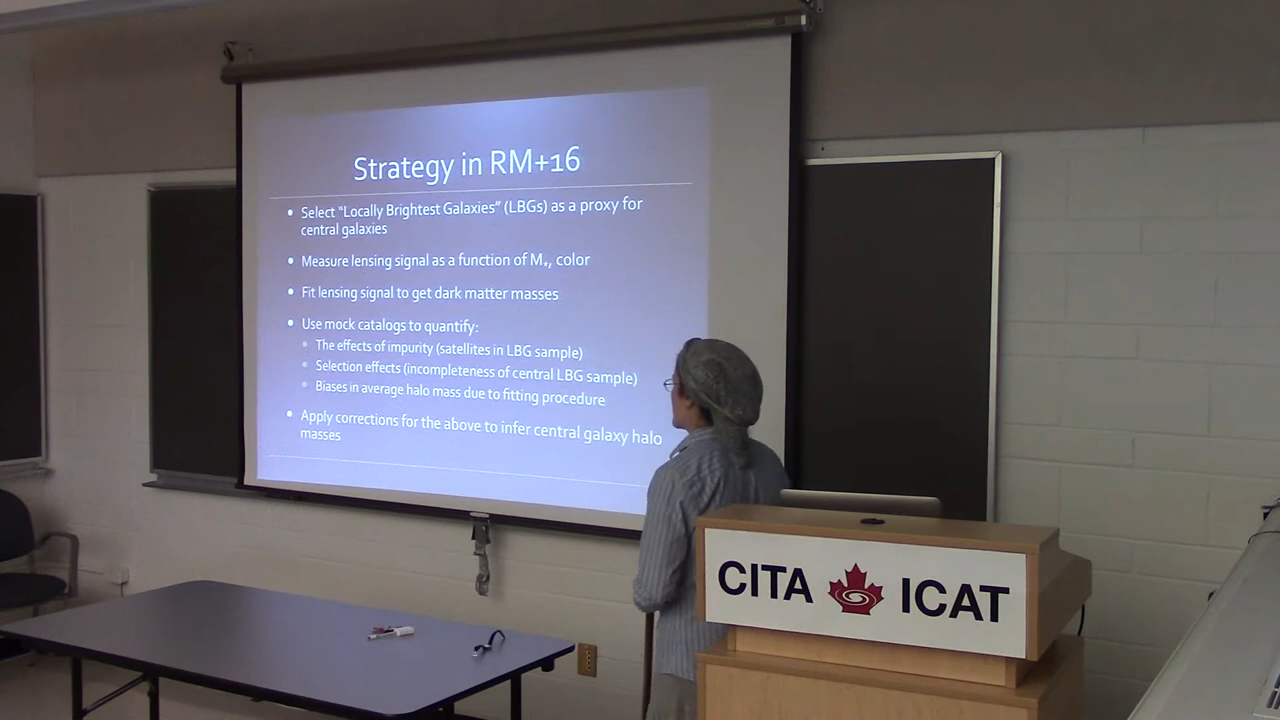 Strategy in RM+16
• Select “Locally Brightest Galaxies” (LBGs) as a proxy for
central galaxies
• Measure lensing signal as a function of M*, color
• Fit lensing signal to get dark matter masses
• Use mock catalogs to quantify:
• The effects of impurity (satellites in LBG sample)
• Selection effects (incompleteness of central LBG sample)
• Biases in average halo mass due to fitting procedure
• Apply corrections for the above to infer central galaxy halo
masses
CITA ICAT